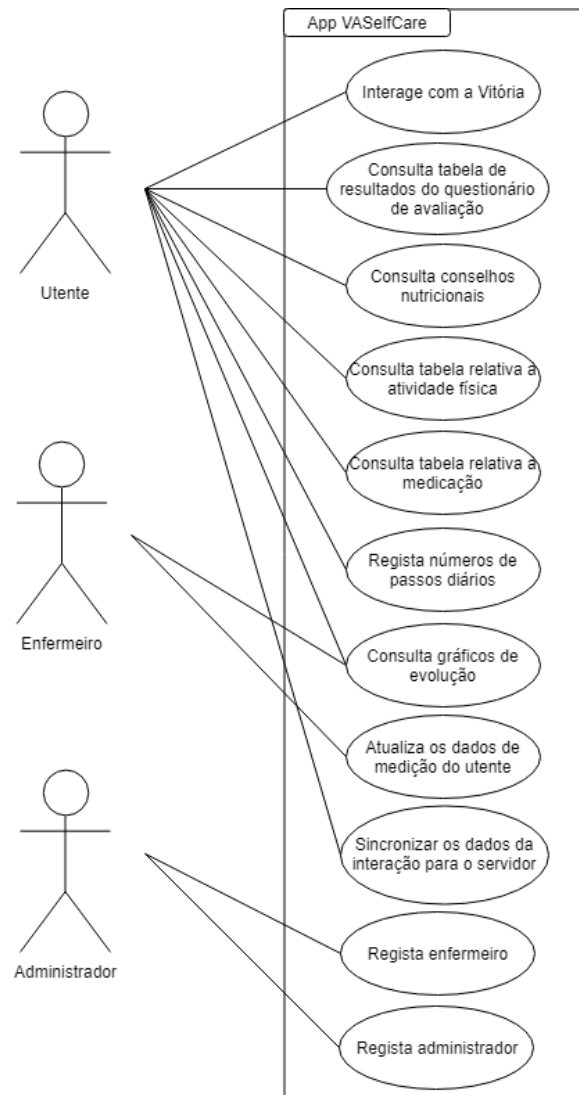 App VASelfCare
Interage com a Vitória
Consulta tabela de
resultados do questionário
de avaliação
Utente
Consulta conselhos
nutricionais
Consulta tabela relativa a
atividade física
Consulta tabela relativa a
medicação
Enfermeiro
Regista números de
passos diários
Consulta gráficos de
evolução
Atualiza os dados de
medição do utente
Sincronizar os dados da
interação para o servidor
Administrador
Regista enfermeiro
Regista administrador